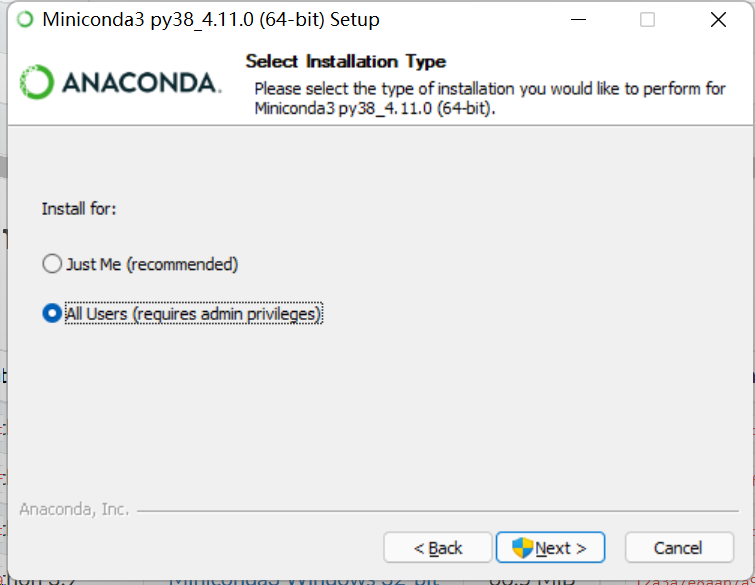 Miniconda3 py38_4.11.0 (64-bit) Setup
ANACONDA.
Select Installation Type
Please select the type of installation you would like to perform for
Miniconda3 py38_4.11.0 (64-bit).
Install for:
Just Me (recommended)
All Users (requires admin privileges)
Anaconda, Inc.
< Back
Next >
Cancel